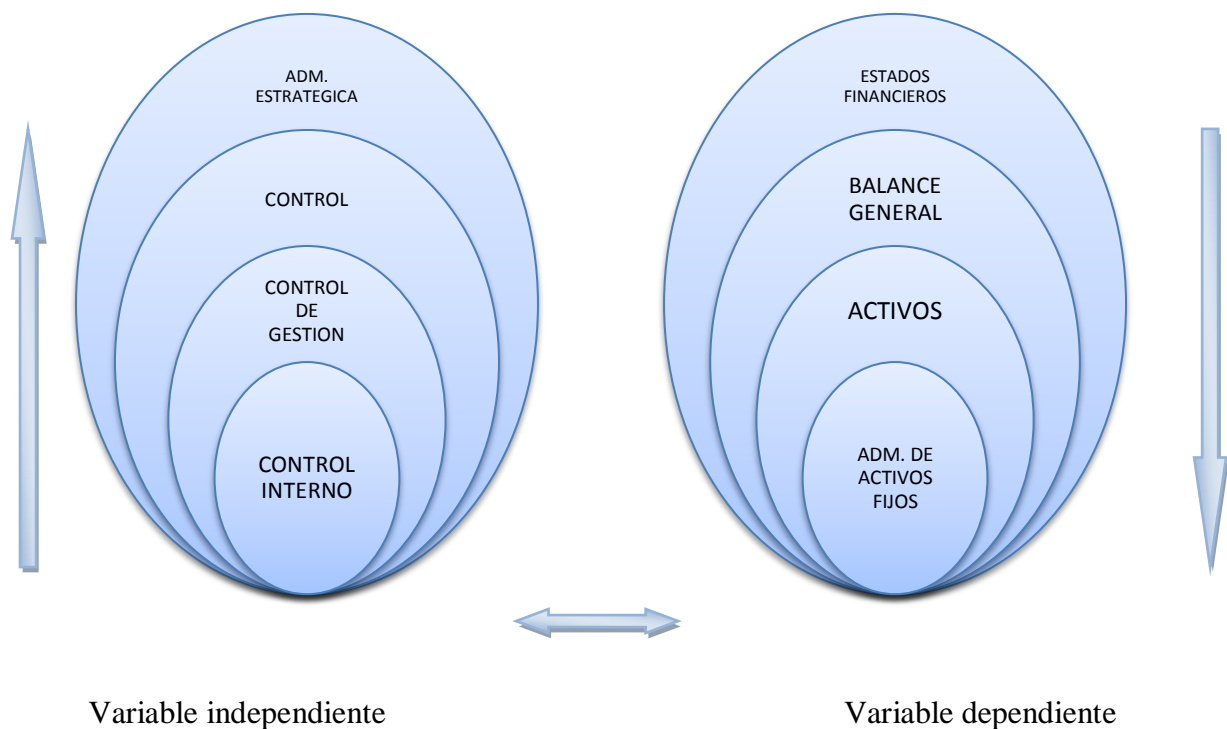 ADM.
ESTRATEGICA
CONTROL
CONTROL
DE
GESTION
CONTROL
INTERNO
ESTADOS
FINANCIEROS
BALANCE
GENERAL
ACTIVOS
ADM. DE
ACTIVOS
FIJOS
Variable independiente
Variable dependiente